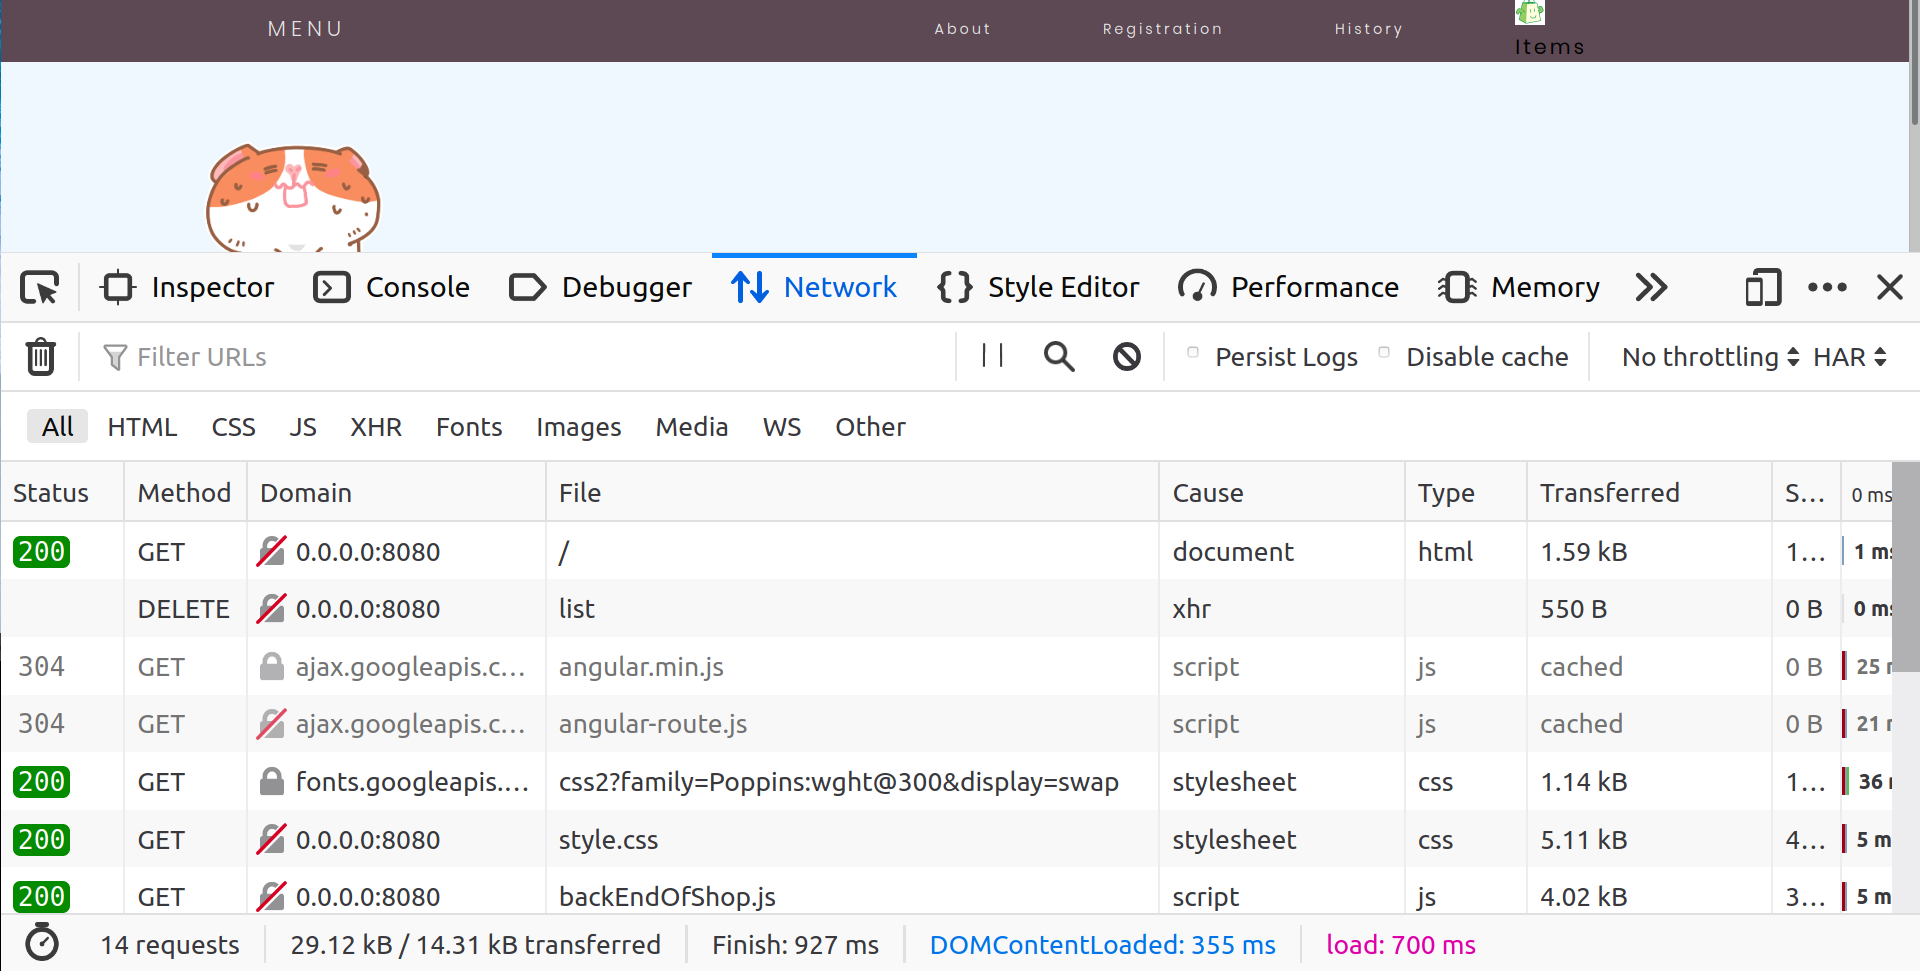 MENU About Registration History
Items
Inspector Console Debugger Network Style Editor Performance Memory
Filter URLs Persist Logs Disable cache No throttling HAR
All HTML CSS JS XHR Fonts Images Media WS Other
Status Method Domain File Cause Type Transferred S... 0 ms
200 GET 0.0.0.0:8080 / document html 1.59 kB 1... 1 ms
DELETE 0.0.0.0:8080 list xhr 550 B 0 B 0 ms
304 GET ajax.googleapis.c... angular.min.js script js cached 0 B 25
304 GET ajax.googleapis.c... angular-route.js script js cached 0 B 21
200 GET fonts.googleapis.... css2?family=Poppins:wght@300&display=swap stylesheet css 1.14 kB 1... 36
200 GET 0.0.0.0:8080 style.css stylesheet css 5.11 kB 4... 5 m
200 GET 0.0.0.0:8080 backEndOfShop.js script js 4.02 kB 3... 5 m
14 requests 29.12 kB / 14.31 kB transferred Finish: 927 ms DOMContentLoaded: 355 ms load: 700 ms